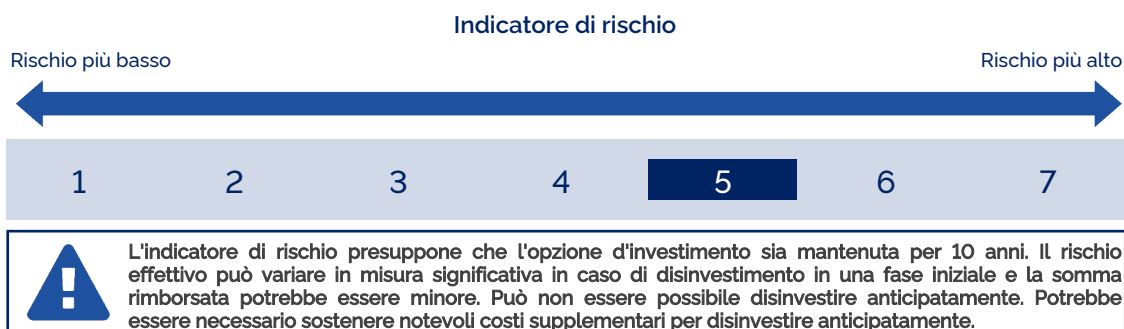 Indicatore di rischio
Rischio più basso Rischio più alto
1 2 3 4 5 6 7
L'indicatore di rischio presuppone che l'opzione d'investimento sia mantenuta per 10 anni. Il rischio
effettivo può variare in misura significativa in caso di disinvestimento in una fase iniziale e la somma
rimborsata potrebbe essere minore. Può non essere possibile disinvestire anticipatamente. Potrebbe
essere necessario sostenere notevoli costi supplementari per disinvestire anticipatamente.